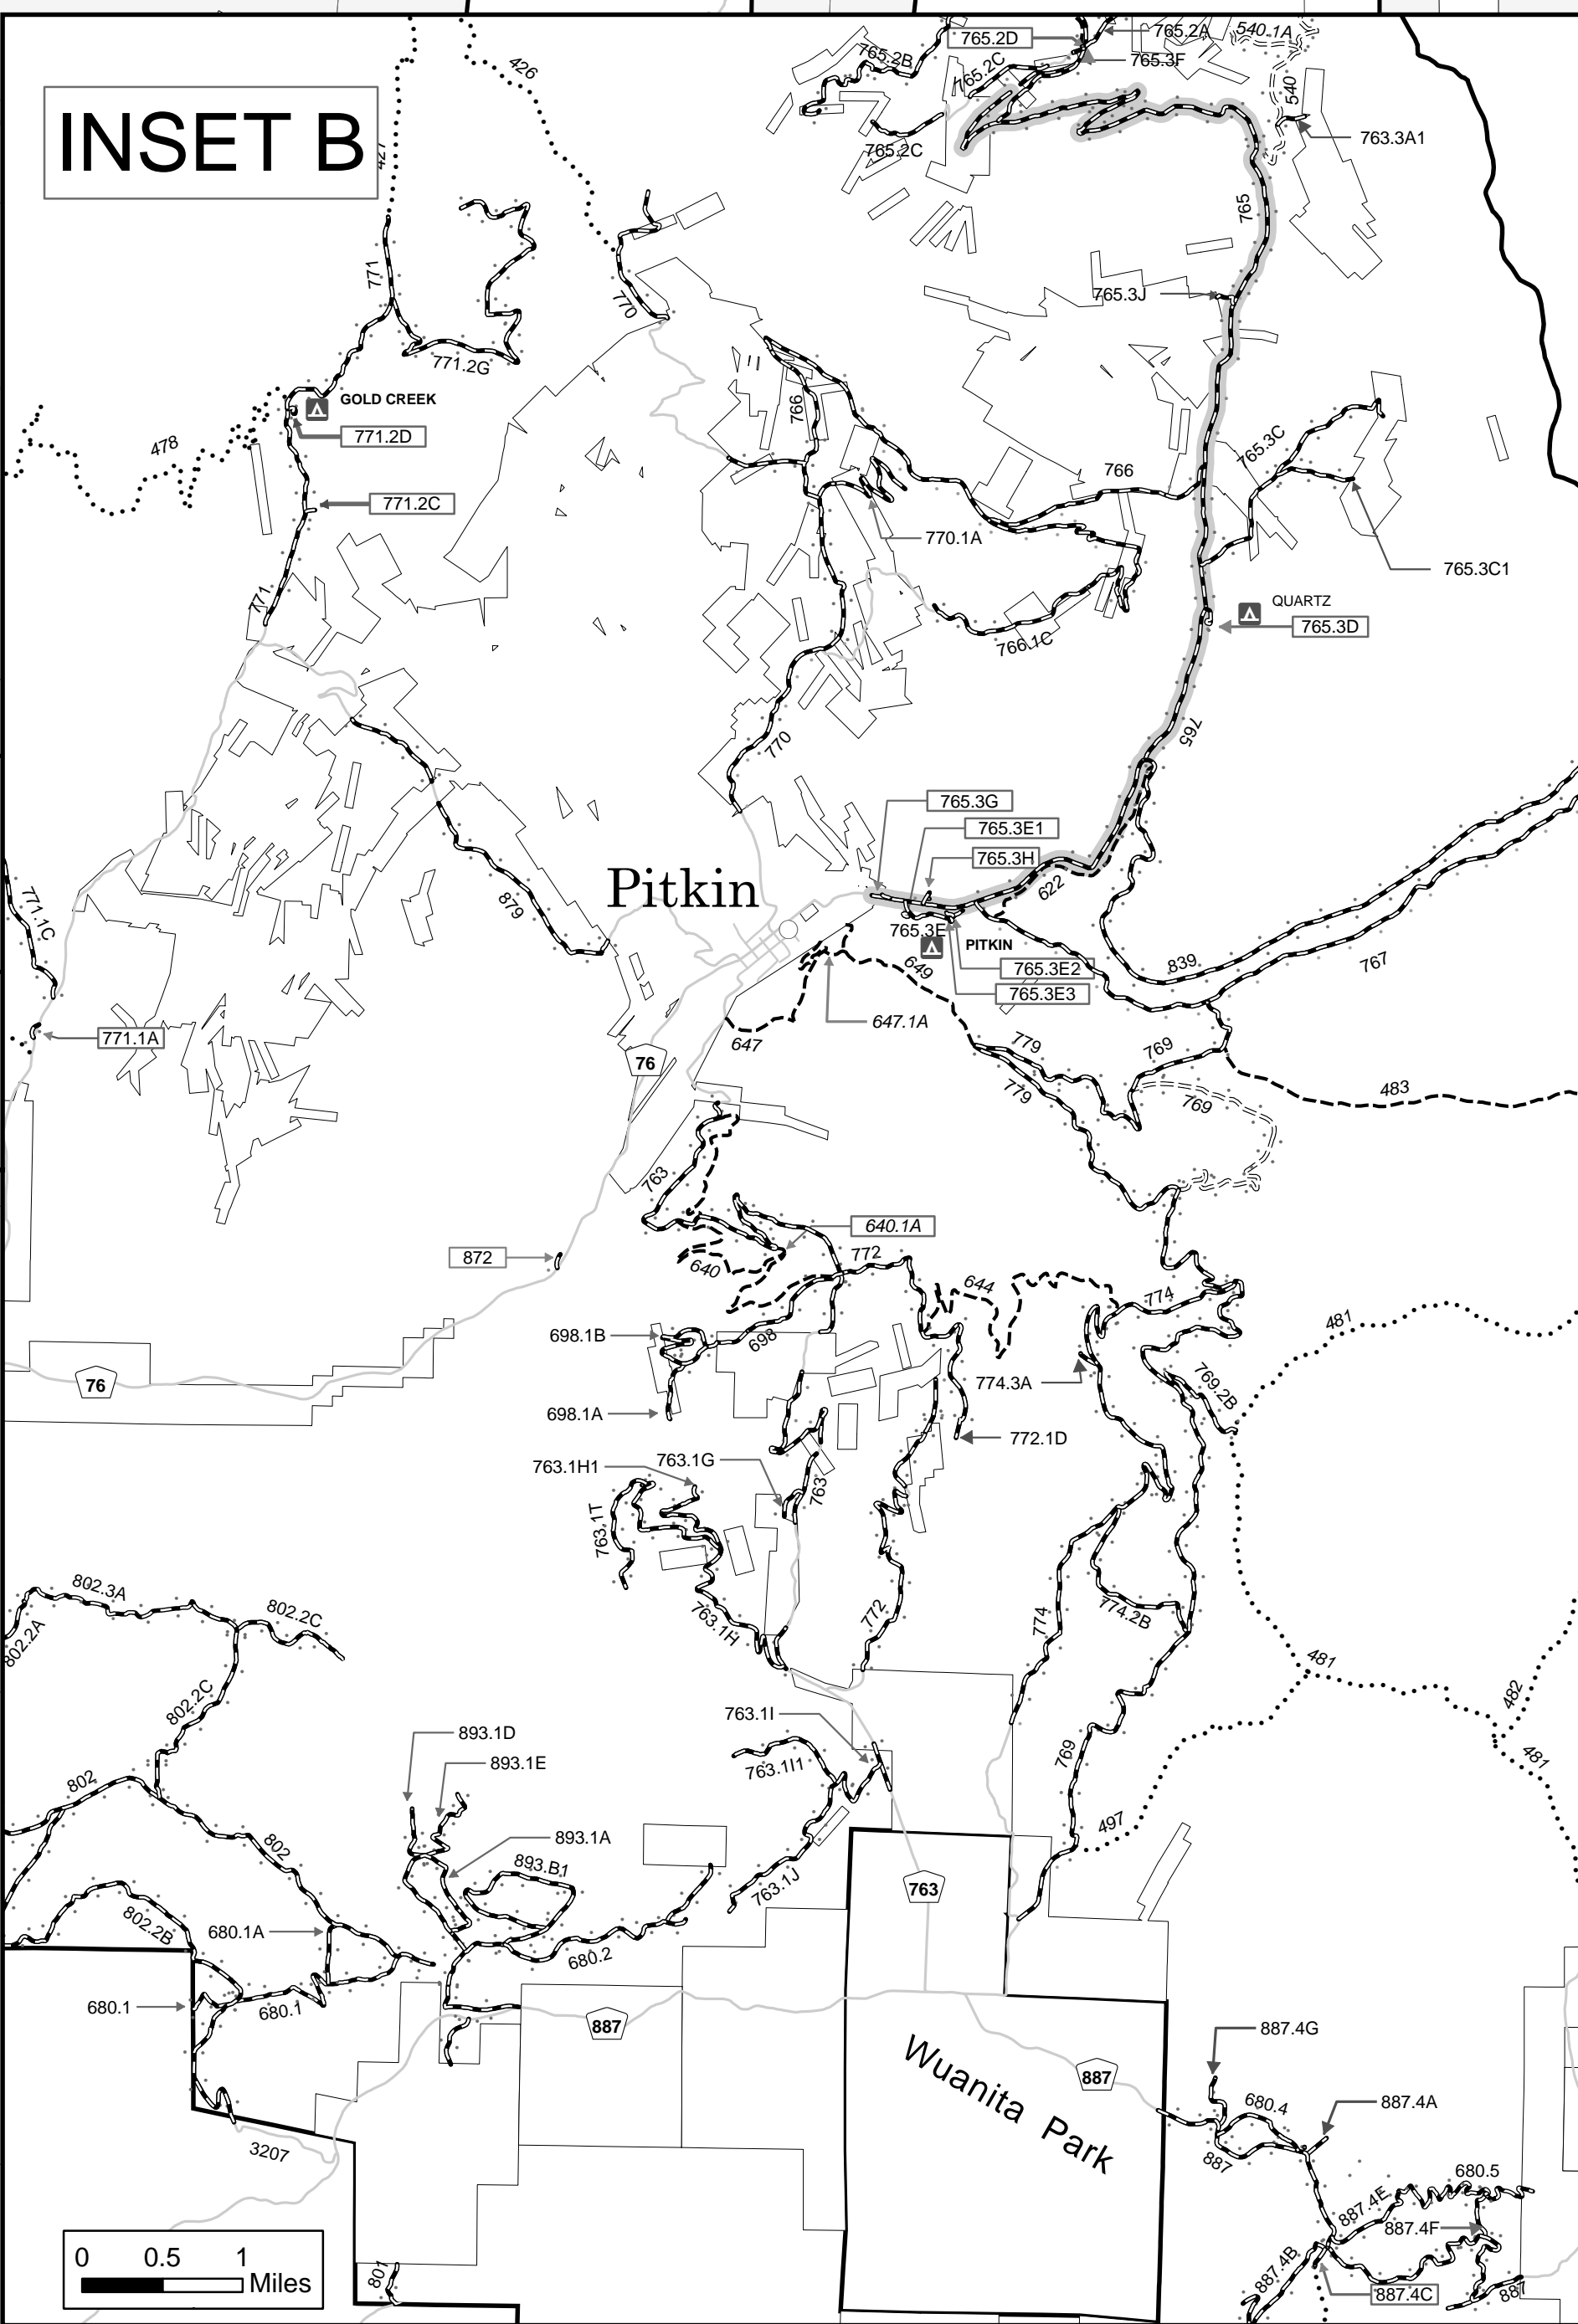 765.2D
765.2A
540.1A
765.2B
426
765.2C
765.3F
540
INSET B
427
763.3A1
765.2C
765
771
770
765.3J
771.2G
GOLD CREEK
766
771.2D
478
765.3C
766
771.2C
770.1A
765.3C1
771
QUARTZ
765.3D
766.1C
765
770
765.3G
765.3E1
765.3H
Pitkin
622
879
771.1C
765.3E
PITKIN
649
839
767
765.3E2
765.3E3
647.1A
771.1A
647
779
769
76
779
483
769
763
640.1A
872
772
640
644
774
481
698.1B
698
76
774.3A
769.2B
698.1A
772.1D
763.1G
763.1H1
763
763.1T
802.3A
802.2C
763.1H
772
774
774.2B
802.2A
481
802.2C
482
763.1I
893.1D
769
481
893.1E
763.1I1
802
497
893.1A
802
893.B1
763.1J
763
802.2B
680.1A
680.2
680.1
680.1
887
887.4G
Wuanita Park
887
680.4
887.4A
3207
887
680.5
887.4E
887.4F
0 0.5 1
Miles
801
887.4B
887.4C
887